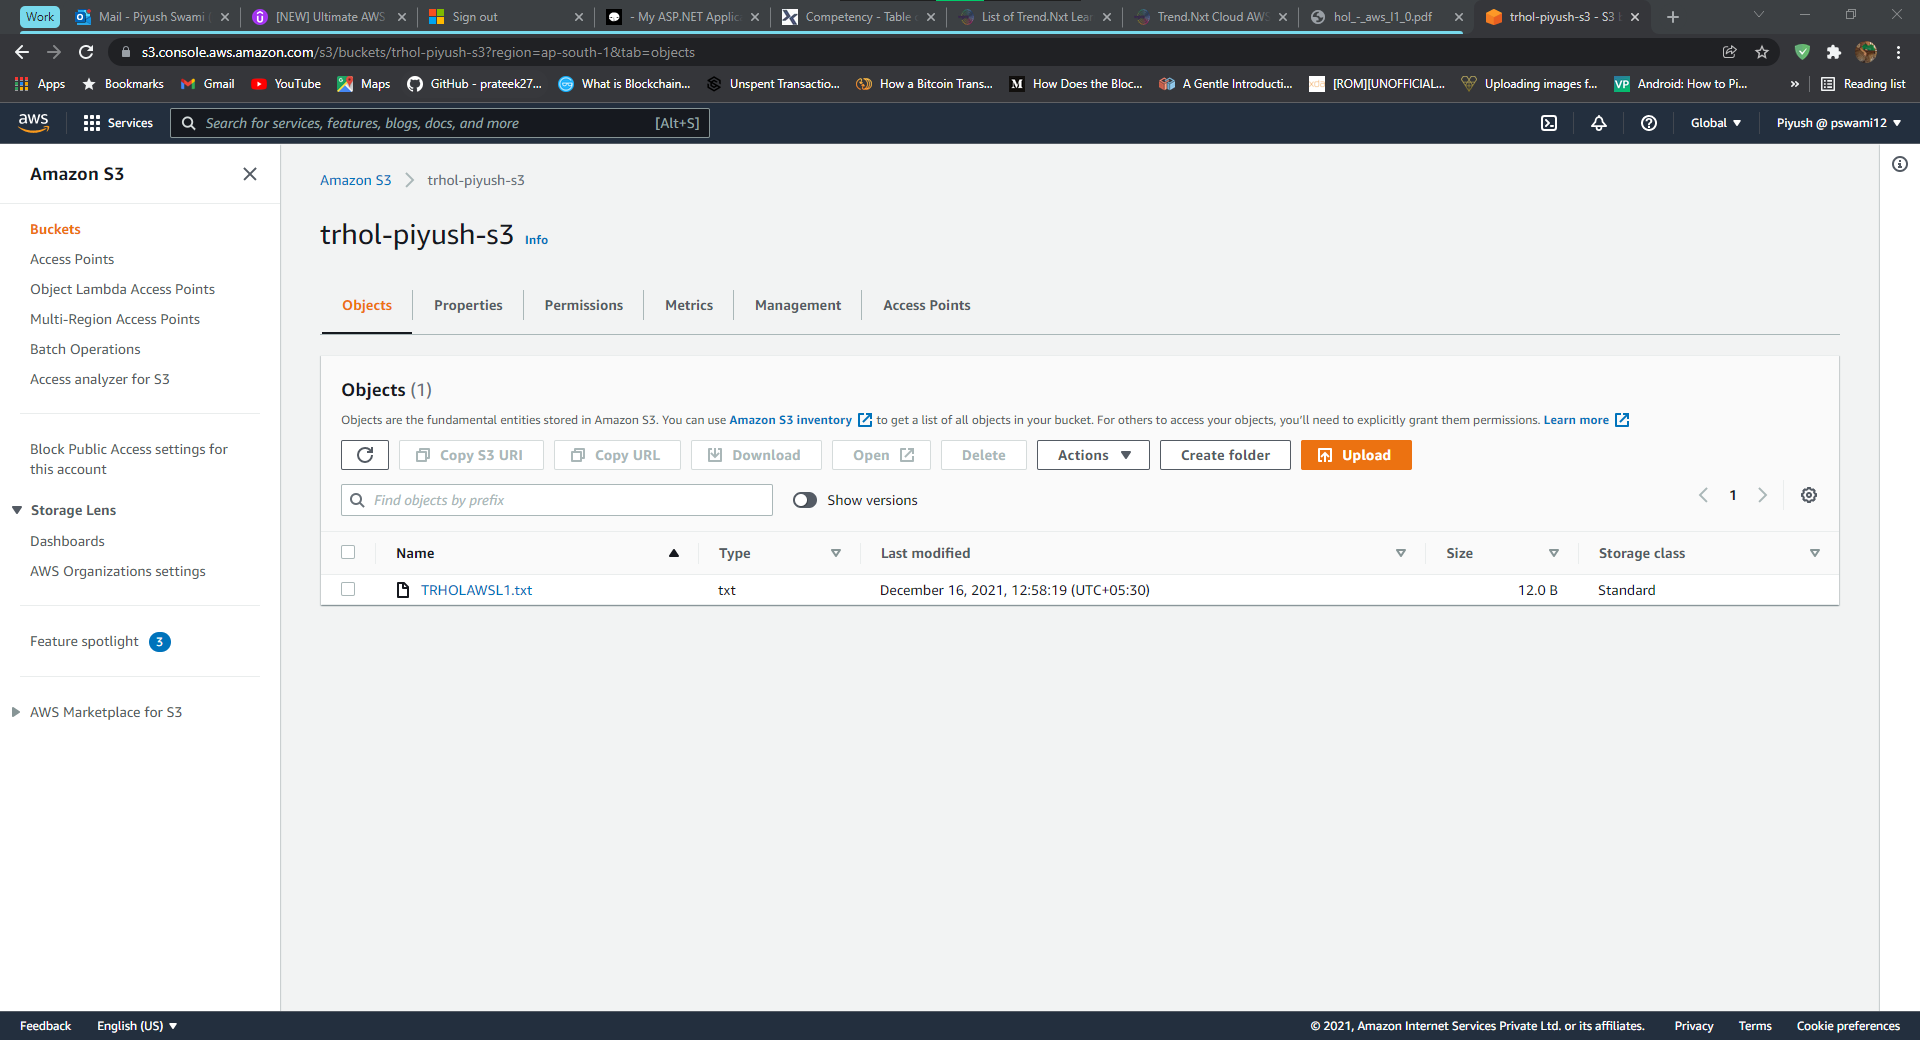 Work
Mail - Piyush Swami
[NEW] Ultimate AWS
Sign out
- My ASP.NET Applic
Competency - Table
List of Trend.Nxt Lea
Trend.Nxt Cloud AWS
hol_-_aws_l1_0.pdf
trhol-piyush-s3 - S3
s3.console.aws.amazon.com/s3/buckets/trhol-piyush-s3?region=ap-south-1&tab=objects
Apps
Bookmarks
Gmail
YouTube
Maps
GitHub - prateek27...
What is Blockchain...
Unspent Transactio...
How a Bitcoin Trans...
M
How Does the Bloc...
A Gentle Introducti...
[ROM][UNOFFICIAL...
Uploading images f...
VP
Android: How to Pi...
»
Reading list
aws
Services
Search for services, features, blogs, docs, and more [Alt+S]
Global
Piyush @ pswami12
Amazon S3
Buckets
Access Points
Object Lambda Access Points
Multi-Region Access Points
Batch Operations
Access analyzer for S3
Block Public Access settings for
this account
Storage Lens
Dashboards
AWS Organizations settings
Feature spotlight 3
AWS Marketplace for S3
Amazon S3 > trhol-piyush-s3
trhol-piyush-s3 Info
Objects
Properties
Permissions
Metrics
Management
Access Points
Objects (1)
Objects are the fundamental entities stored in Amazon S3. You can use Amazon S3 inventory to get a list of all objects in your bucket. For others to access your objects, you'll need to explicitly grant them permissions. Learn more
Copy S3 URI
Copy URL
Download
Open
Delete
Actions
Create folder
Upload
Find objects by prefix
Show versions
1
Name Type Last modified Size Storage class
TRHOLAWSL1.txt txt December 16, 2021, 12:58:19 (UTC+05:30) 12.0 B Standard
Feedback
English (US)
© 2021, Amazon Internet Services Private Ltd. or its affiliates.
Privacy
Terms
Cookie preferences